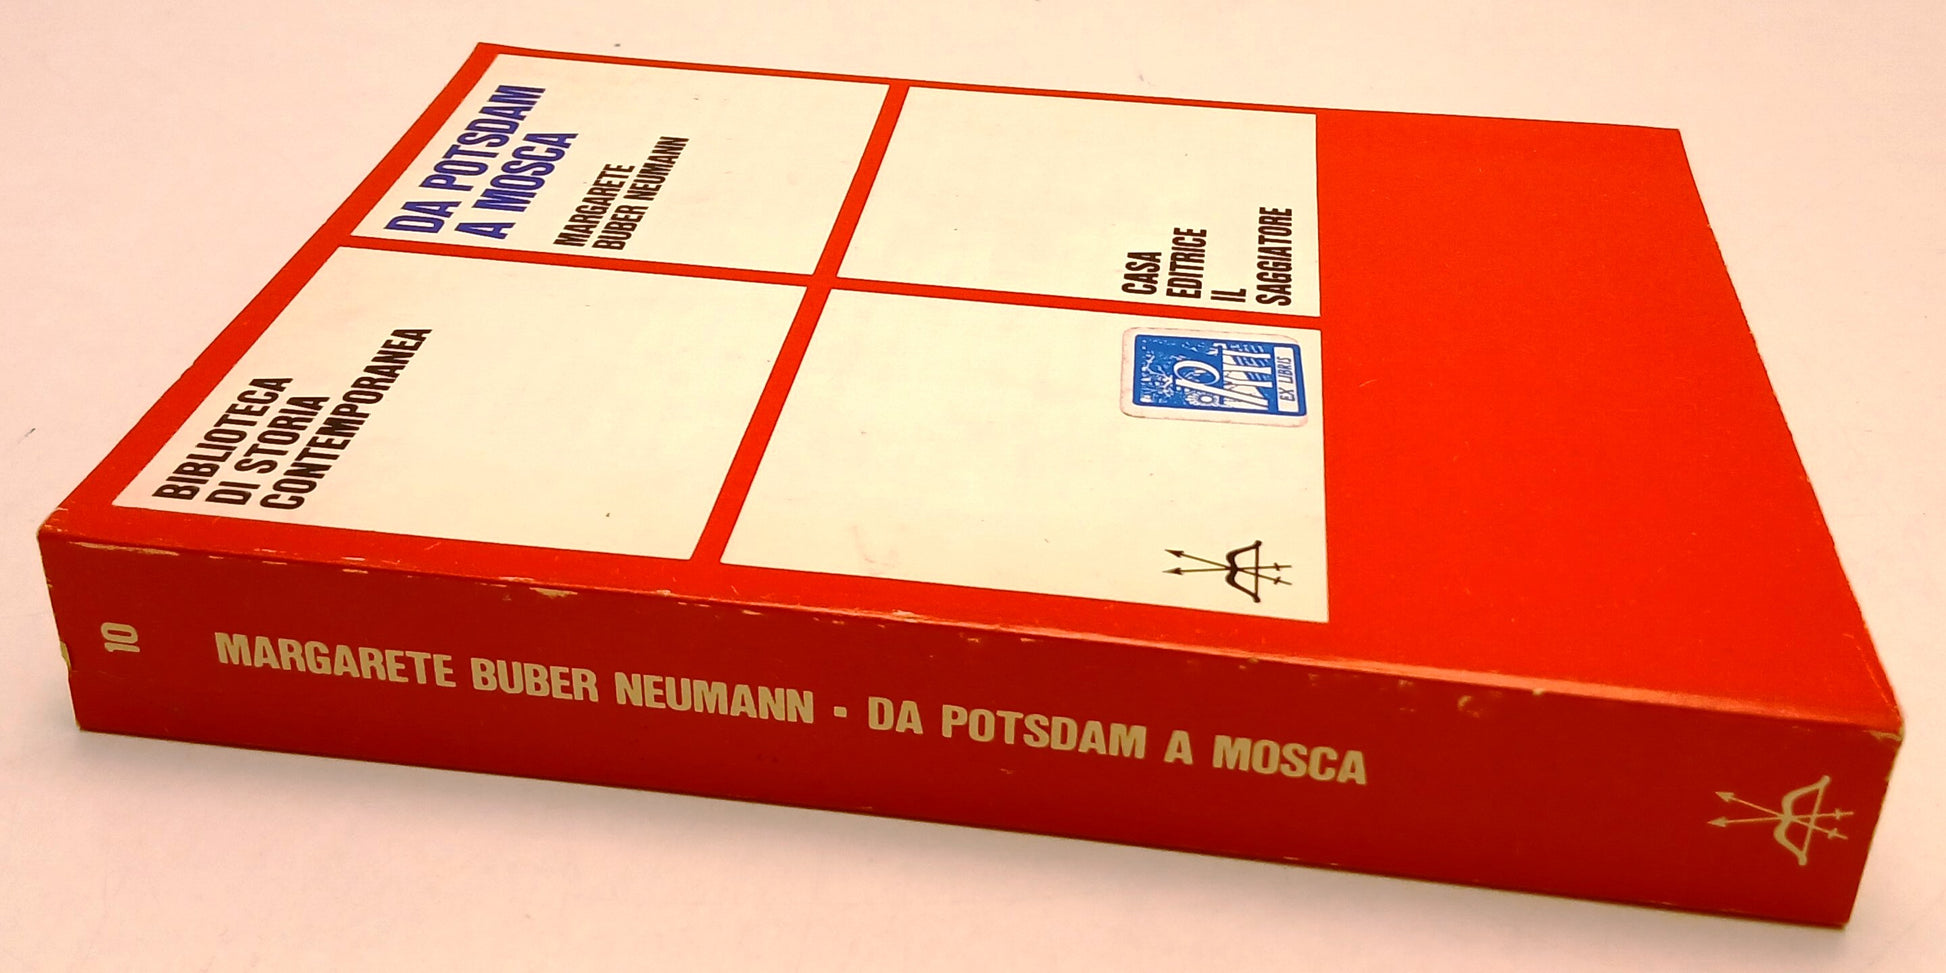 BIBLIOTECA
DI STORIA
CONTEMPORANEA
DA POTSDAM
A MOSCA
MARGARETE
BUBER NEUMANN
CASA
EDITRICE
IL
SAGGIATORE
EX LIBRIS
10
MARGARETE BUBER NEUMANN · DA POTSDAM A MOSCA